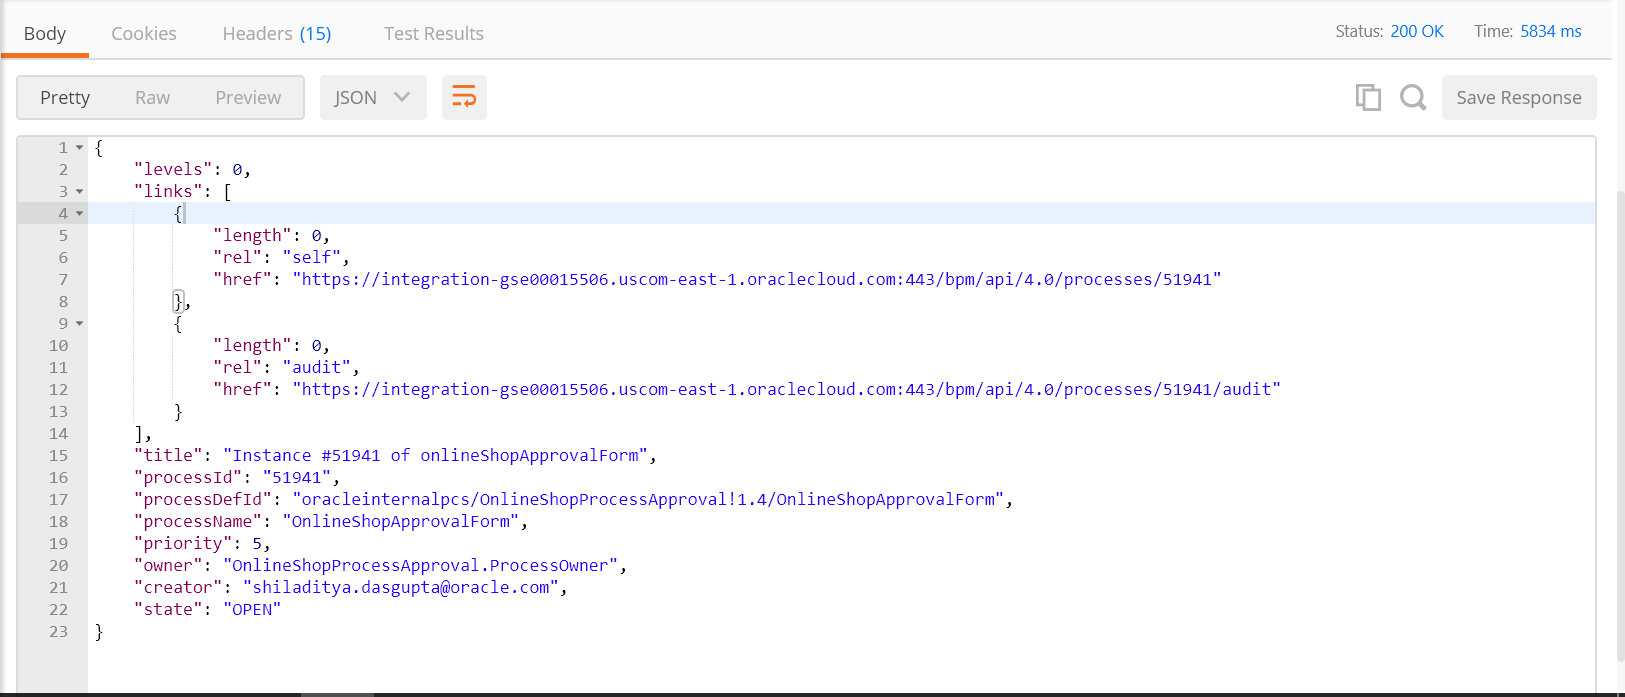 Body Cookies Headers (15) Test Results Status: 200 OK Time: 5834 ms
Pretty Raw Preview JSON Save Response
1 {
2 "levels": 0,
3 "links": [
4 {
5 "length": 0,
6 "rel": "self",
7 "href": "https://integration-gse00015506.uscom-east-1.oraclecloud.com:443/bpm/api/4.0/processes/51941"
8 },
9 {
10 "length": 0,
11 "rel": "audit",
12 "href": "https://integration-gse00015506.uscom-east-1.oraclecloud.com:443/bpm/api/4.0/processes/51941/audit"
13 }
14 ],
15 "title": "Instance #51941 of onlineShopApprovalForm",
16 "processId": "51941",
17 "processDefId": "oracleinternalpcs/OnlineShopProcessApproval!1.4/OnlineShopApprovalForm",
18 "processName": "OnlineShopApprovalForm",
19 "priority": 5,
20 "owner": "OnlineShopProcessApproval.ProcessOwner",
21 "creator": "shiladitya.dasgupta@oracle.com",
22 "state": "OPEN"
23 }